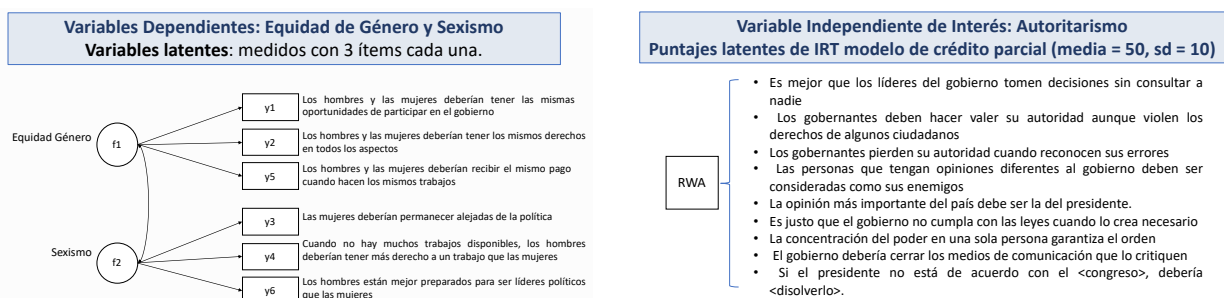 Variables Dependientes: Equidad de Género y Sexismo
Variables latentes: medidos con 3 ítems cada una.
Equidad Género
f1
y1
Los hombres y las mujeres deberían tener las mismas
oportunidades de participar en el gobierno
y2
Los hombres y las mujeres deberían tener los mismos derechos
en todos los aspectos
y5
Los hombres y las mujeres deberían recibir el mismo pago
cuando hacen los mismos trabajos
Sexismo
f2
y3
Las mujeres deberían permanecer alejadas de la política
y4
Cuando no hay muchos trabajos disponibles, los hombres
deberían tener más derecho a un trabajo que las mujeres
y6
Los hombres están mejor preparados para ser líderes políticos
que las mujeres
Variable Independiente de Interés: Autoritarismo
Puntajes latentes de IRT modelo de crédito parcial (media = 50, sd = 10)
RWA
• Es mejor que los líderes del gobierno tomen decisiones sin consultar a
nadie
• Los gobernantes deben hacer valer su autoridad aunque violen los
derechos de algunos ciudadanos
• Los gobernantes pierden su autoridad cuando reconocen sus errores
• Las personas que tengan opiniones diferentes al gobierno deben ser
consideradas como sus enemigos
• La opinión más importante del país debe ser la del presidente.
• Es justo que el gobierno no cumpla con las leyes cuando lo crea necesario
• La concentración del poder en una sola persona garantiza el orden
• El gobierno debería cerrar los medios de comunicación que lo critiquen
• Si el presidente no está de acuerdo con el <congreso>, debería
<disolverlo>.